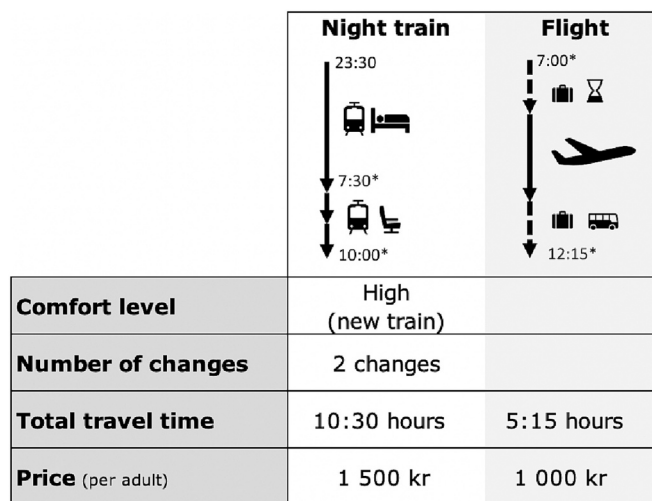 Night train
Flight
23:30
7:00*
7:30*
10:00*
12:15*
Comfort level
High
(new train)
Number of changes
2 changes
Total travel time
10:30 hours
5:15 hours
Price (per adult)
1 500 kr
1 000 kr